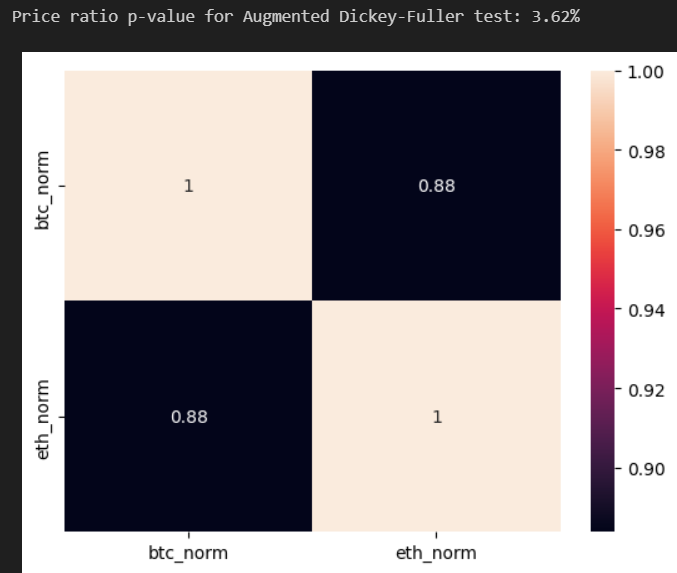 Price ratio p-value for Augmented Dickey-Fuller test: 3.62%
btc_norm
1
0.88
eth_norm
0.88
1
btc_norm
eth_norm
1.00
0.98
0.96
0.94
0.92
0.90